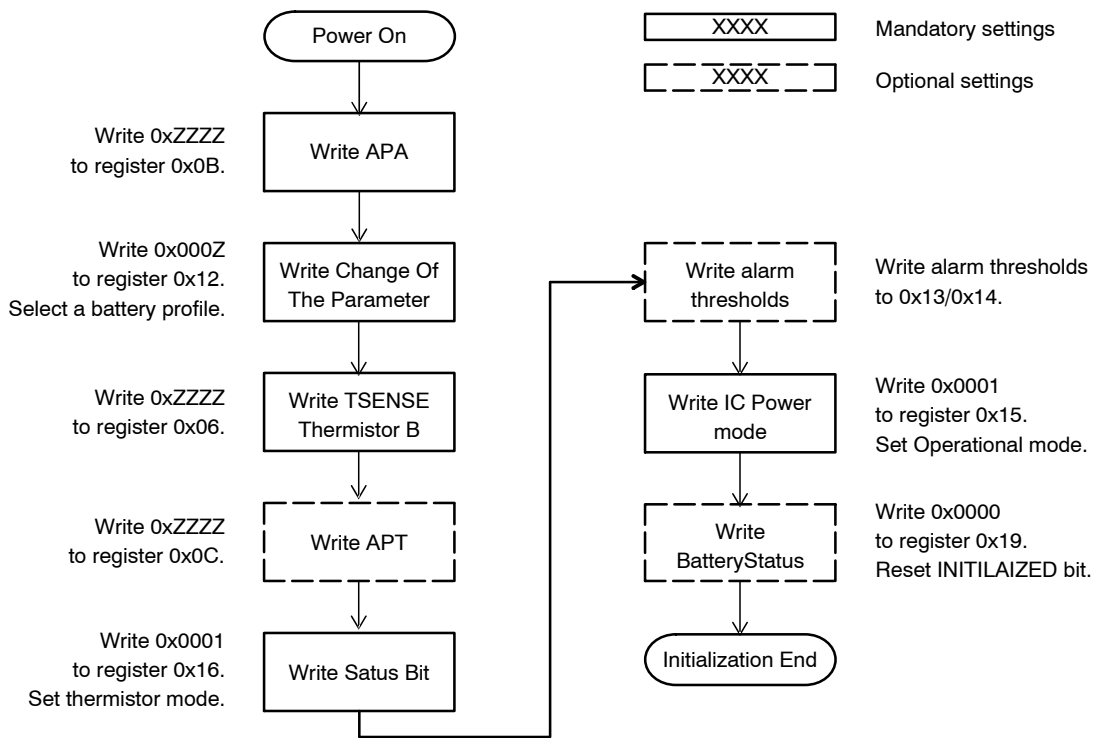 Power On
Write 0xZZZZ
to register 0x0B.
Write APA
Write 0x000Z
to register 0x12.
Select a battery profile.
Write Change Of
The Parameter
Write 0xZZZZ
to register 0x06.
Write TSENSE
Thermistor B
Write 0xZZZZ
to register 0x0C.
Write APT
Write 0x0001
to register 0x16.
Set thermistor mode.
Write Satus Bit
XXXX
Mandatory settings
XXXX
Optional settings
Write alarm
thresholds
Write alarm thresholds
to 0x13/0x14.
Write IC Power
mode
Write 0x0001
to register 0x15.
Set Operational mode.
Write
BatteryStatus
Write 0x0000
to register 0x19.
Reset INITILAIZED bit.
Initialization End